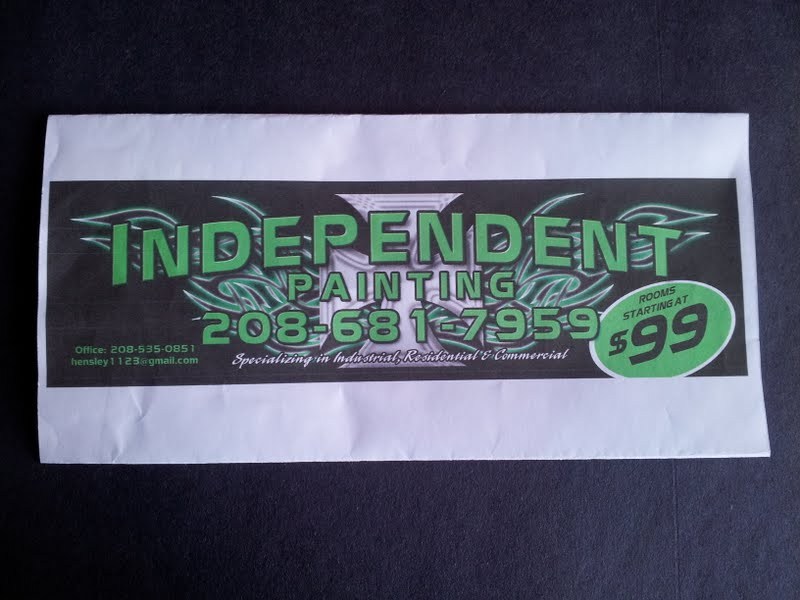 INDEPENDENT
PAINTING
208-681-7959
Office: 208-535-0851
hensley1123@gmail.com
Specializing in Industrial, Residential & Commercial
ROOMS
STARTING AT
$99